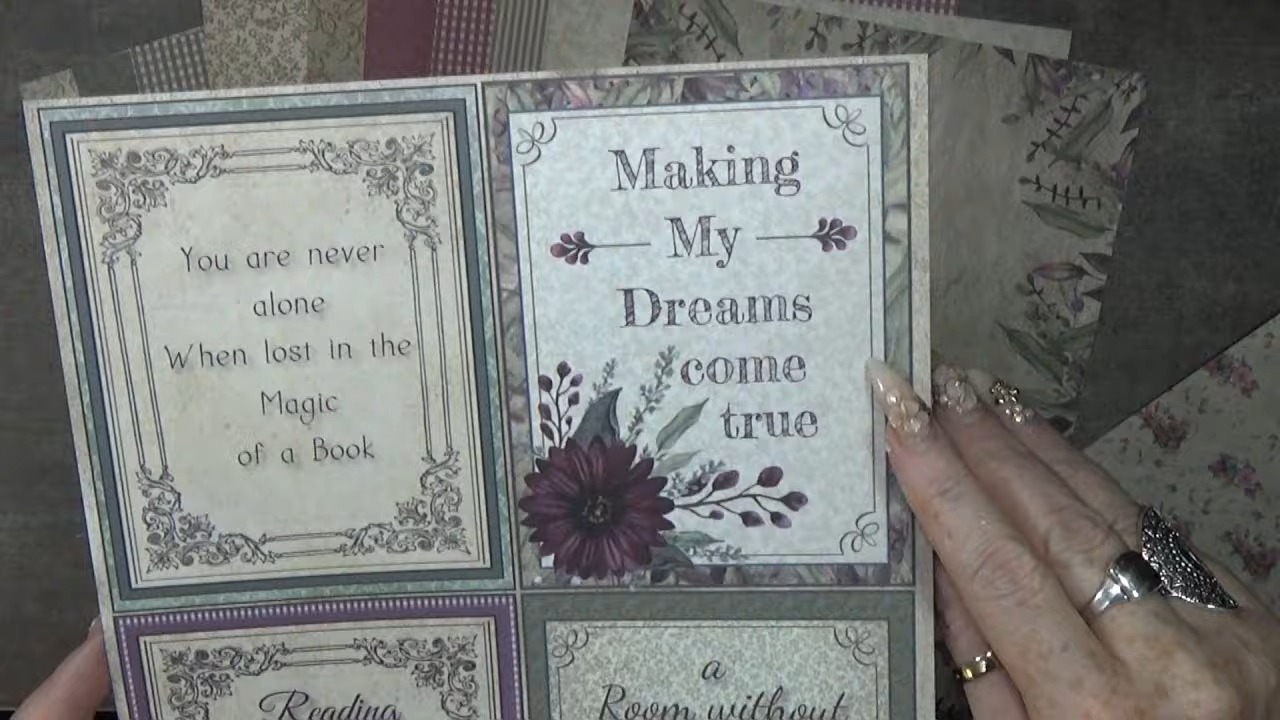 You are never
alone
When lost in the
Magic
of a Book
Making
My
Dreams
come
true
Reading
a
Room without